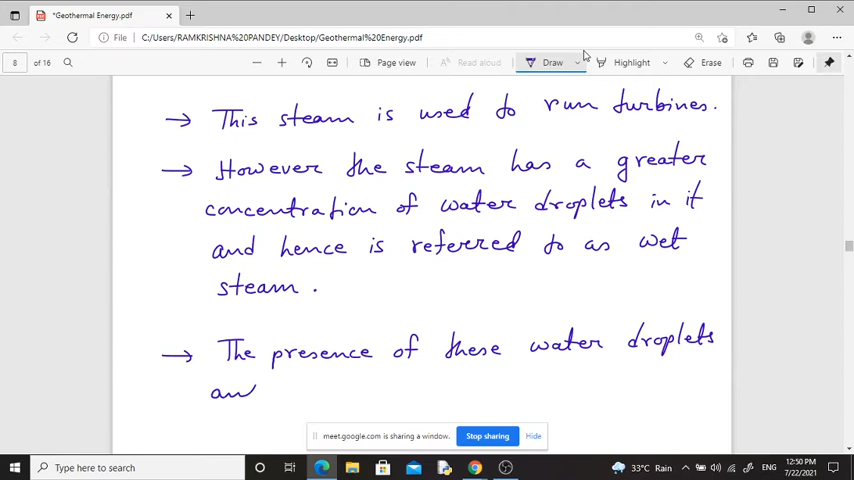 *Geothermal Energy.pdf
File C:/Users/RAMKRISHNA%20PANDEY/Desktop/Geothermal%20Energy.pdf
8 of 16 Page view Read aloud Draw Highlight Erase
→ This steam is used to run turbines.
→ However the steam has a greater
concentration of water droplets in it
and hence is referred to as wet
steam.
→ The presence of these water droplets
an
meet.google.com is sharing a window. Stop sharing Hide
Type here to search 33°C Rain ENG 12:50 PM
7/22/2021